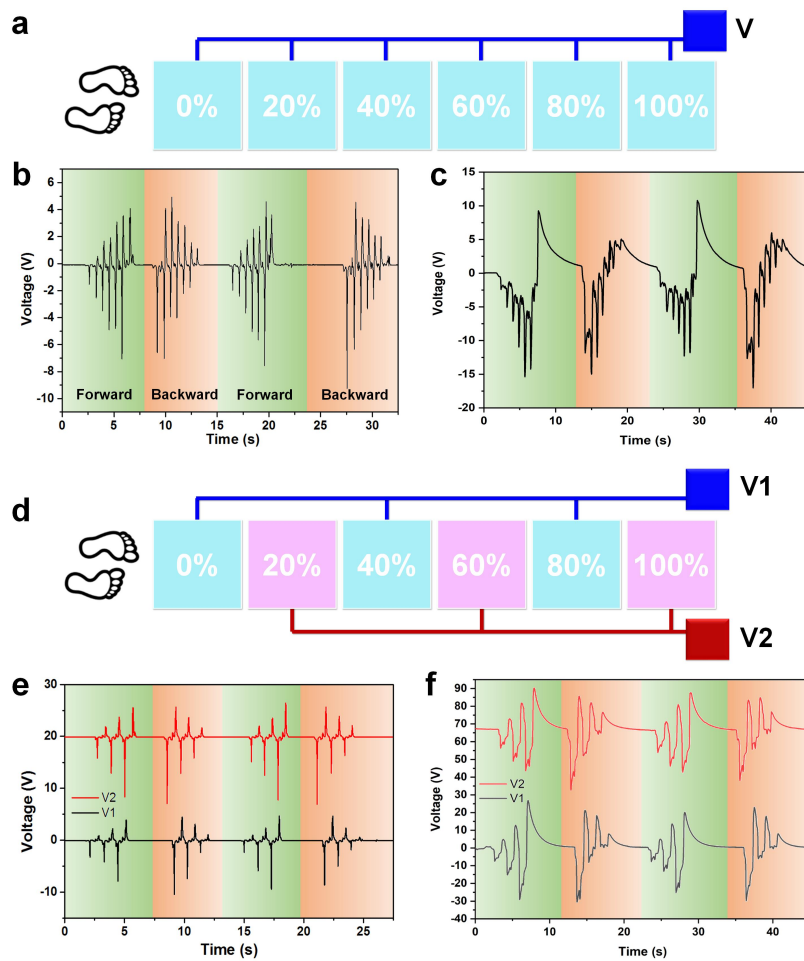 a
V
0% 20% 40% 60% 80% 100%
b
Voltage (V)
6
4
2
0
-2
-4
-6
-8
-10
Forward Backward Forward Backward
0 5 10 15 20 25 30
Time (s)
c
Voltage (V)
15
10
5
0
-5
-10
-15
-20
0 10 20 30 40
Time (s)
d
V1
0% 20% 40% 60% 80% 100%
V2
e
Voltage (V)
30
20
10
0
-10
V2
V1
0 5 10 15 20 25
Time (s)
f
Voltage (V)
90
80
70
60
50
40
30
20
10
0
-10
-20
-30
-40
V2
V1
0 10 20 30 40
Time (s)